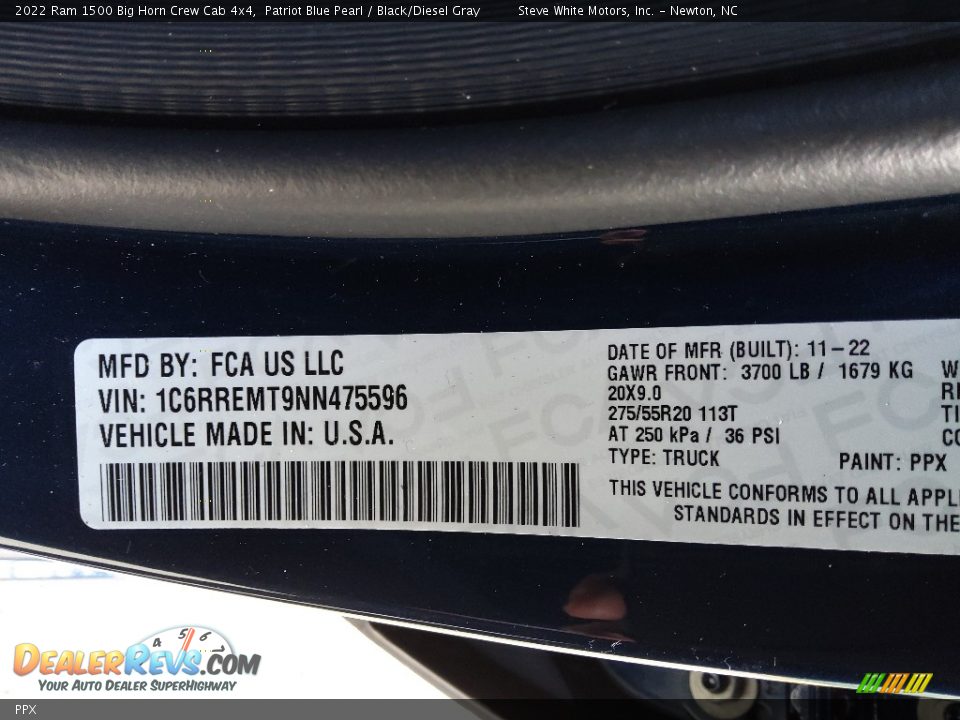 2022 Ram 1500 Big Horn Crew Cab 4x4, Patriot Blue Pearl / Black/Diesel Gray Steve White Motors, Inc. - Newton, NC
MFD BY: FCA US LLC
VIN: 1C6RREMT9NN475596
VEHICLE MADE IN: U.S.A.
DATE OF MFR (BUILT): 11-22
GAWR FRONT: 3700 LB / 1679 KG
20X9.0
275/55R20 113T
AT 250 kPa / 36 PSI
TYPE: TRUCK PAINT: PPX
THIS VEHICLE CONFORMS TO ALL APPL
STANDARDS IN EFFECT ON THE
4 5 6
DEALERREVS.COM
YOUR AUTO DEALER SUPERHIGHWAY
PPX